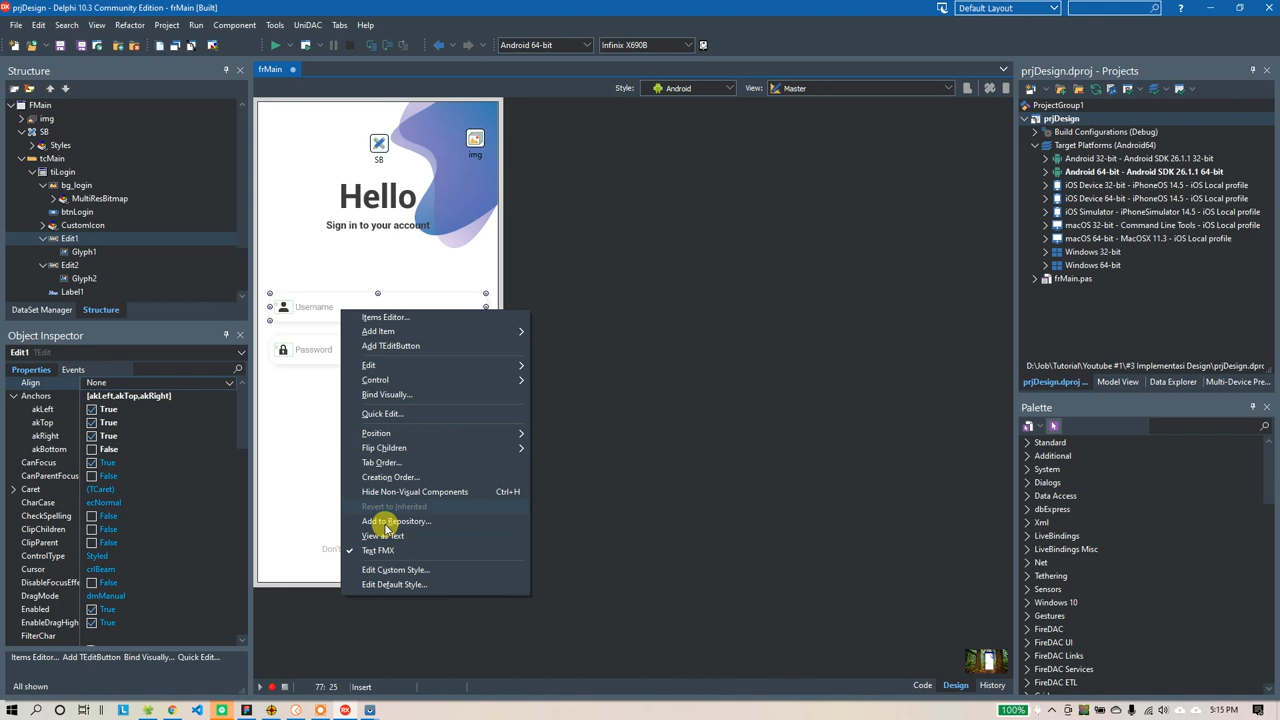 prjDesign - Delphi 10.3 Community Edition - frMain [Built]
Default Layout
File Edit Search View Refactor Project Run Component Tools UniDAC Tabs Help
Android 64-bit
Infinix X690B
Structure
FMain
img
SB
Styles
tcMain
tiLogin
bg_login
MultiResBitmap
btnLogin
CustomIcon
Edit1
Glyph1
Edit2
Glyph2
Label1
DataSet Manager
Structure
Object Inspector
Edit1 TEdit
Properties
Events
Align None
Anchors [akLeft,akTop,akRight]
akLeft True
akTop True
akRight True
akBottom False
CanFocus True
CanParentFocus False
Caret (TCaret)
CharCase ecNormal
CheckSpelling False
ClipChildren False
ClipParent False
ControlType Styled
Cursor crlBeam
DisableFocusEffe False
DragMode dmManual
Enabled True
EnableDragHigh True
FilterChar
Items Editor... Add TEditButton Bind Visually... Quick Edit...
All shown
frMain
Style: Android
View: Master
SB
img
Hello
Sign in to your account
Username
Password
Don'
Items Editor...
Add Item
Add TEditButton
Edit
Control
Bind Visually...
Quick Edit...
Position
Flip Children
Tab Order...
Creation Order...
Hide Non-Visual Components Ctrl+H
Revert to Inherited
Add to Repository...
View as Text
Text FMX
Edit Custom Style...
Edit Default Style...
77: 25
Insert
Code
Design
History
prjDesign.dproj - Projects
ProjectGroup1
prjDesign
Build Configurations (Debug)
Target Platforms (Android64)
Android 32-bit - Android SDK 26.1.1 32-bit
Android 64-bit - Android SDK 26.1.1 64-bit
iOS Device 32-bit - iPhoneOS 14.5 - iOS Local profile
iOS Device 64-bit - iPhoneOS 14.5 - iOS Local profile
iOS Simulator - iPhoneSimulator 14.5 - iOS Local profile
macOS 32-bit - Command Line Tools - iOS Local profile
macOS 64-bit - MacOSX 11.3 - iOS Local profile
Windows 32-bit
Windows 64-bit
frMain.pas
D:\Job\Tutorial\Youtube #1\#3 Implementasi Design\prjDesign.dprc
prjDesign.dproj ...
Model View
Data Explorer
Multi-Device Pre...
Palette
Standard
Additional
System
Dialogs
Data Access
dbExpress
Xml
LiveBindings
LiveBindings Misc
Net
Tethering
Sensors
Windows 10
Gestures
FireDAC
FireDAC UI
FireDAC Links
FireDAC Services
FireDAC ETL
100%
5:15 PM